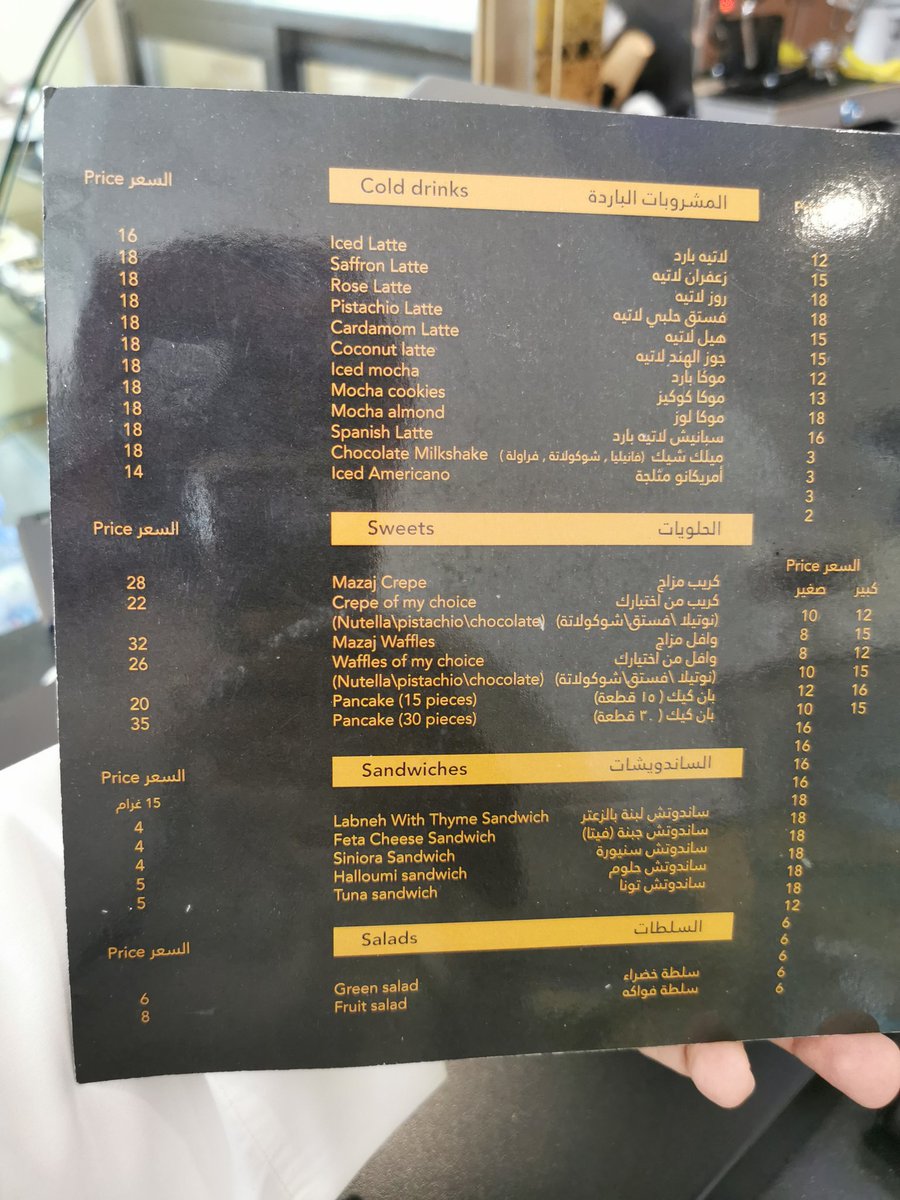 Price السعر
Cold drinks المشروبات الباردة
16 Iced Latte لاتيه بارد
18 Saffron Latte زعفران لاتيه
18 Rose Latte روز لاتيه
18 Pistachio Latte فستق حلبي لاتيه
18 Cardamom Latte هيل لاتيه
18 Coconut latte جوز الهند لاتيه
18 Iced mocha موكا بارد
18 Mocha cookies موكا كوكيز
18 Mocha almond موكا لوز
18 Spanish Latte سبانيش لاتيه بارد
18 Chocolate Milkshake ميلك شيك (فانيليا , شوكولاتة , فراولة )
14 Iced Americano أمريكانو مثلجة
Price السعر
Sweets الحلويات
28 Mazaj Crepe كريب مزاج
22 Crepe of my choice كريب من اختيارك
(Nutella\pistachio\chocolate) (نوتيلا \فستق\شوكولاتة)
32 Mazaj Waffles وافل مزاج
26 Waffles of my choice وافل من اختيارك
(Nutella\pistachio\chocolate) (نوتيلا \فستق\شوكولاتة)
20 Pancake (15 pieces) بان كيك ( ١٥ قطعة)
35 Pancake (30 pieces) بان كيك ( ٣٠ قطعة)
Price السعر
Sandwiches الساندويشات
15 غرام
4 Labneh With Thyme Sandwich ساندوتش لبنة بالزعتر
4 Feta Cheese Sandwich ساندوتش جبنة (فيتا)
4 Siniora Sandwich ساندوتش سنيورة
5 Halloumi sandwich ساندوتش حلوم
5 Tuna sandwich ساندوتش تونا
Price السعر
Salads السلطات
6 Green salad سلطة خضراء
8 Fruit salad سلطة فواكه
12
15
18
18
15
15
12
13
18
16
3
3
3
2
Price السعر
صغير كبير
10 12
8 15
8 12
10 15
12 16
10 15
16
16
16
16
18
18
18
18
18
18
12
6
6
6
6
6